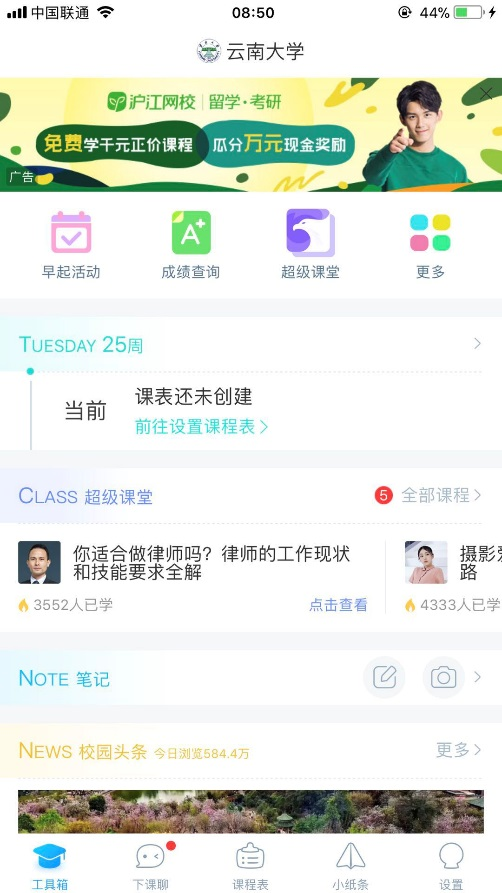 中国联通 08:50 44%
云南大学
沪江网校 | 留学·考研
免费学千元正价课程 瓜分万元现金奖励
广告
早起活动 成绩查询 超级课堂 更多
TUESDAY 25周
当前
课表还未创建
前往设置课程表
CLASS 超级课堂 5 全部课程
你适合做律师吗？律师的工作现状
和技能要求全解
3552人已学 点击查看
摄影爱
路
4333人已学
NOTE 笔记
NEWS 校园头条 今日浏览584.4万 更多
工具箱 下课聊 课程表 小纸条 设置